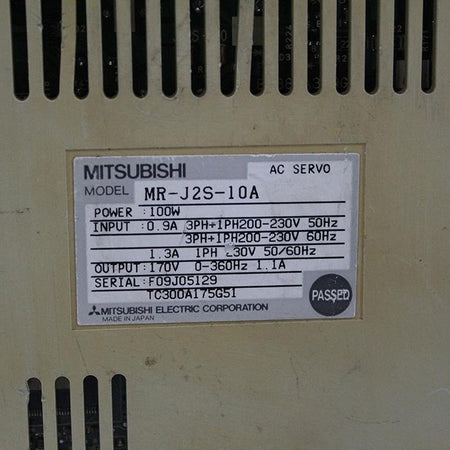 MITSUBISHI
AC SERVO
MODEL MR-J2S-10A
POWER :100W
INPUT :0.9A 3PH+1PH200-230V 50Hz
3PH+1PH200-230V 60Hz
1.3A 1PH 230V 50/60Hz
OUTPUT:170V 0-360Hz 1.1A
SERIAL:F09J05129
TC300A175G51
PASSED
MITSUBISHI ELECTRIC CORPORATION
MADE IN JAPAN